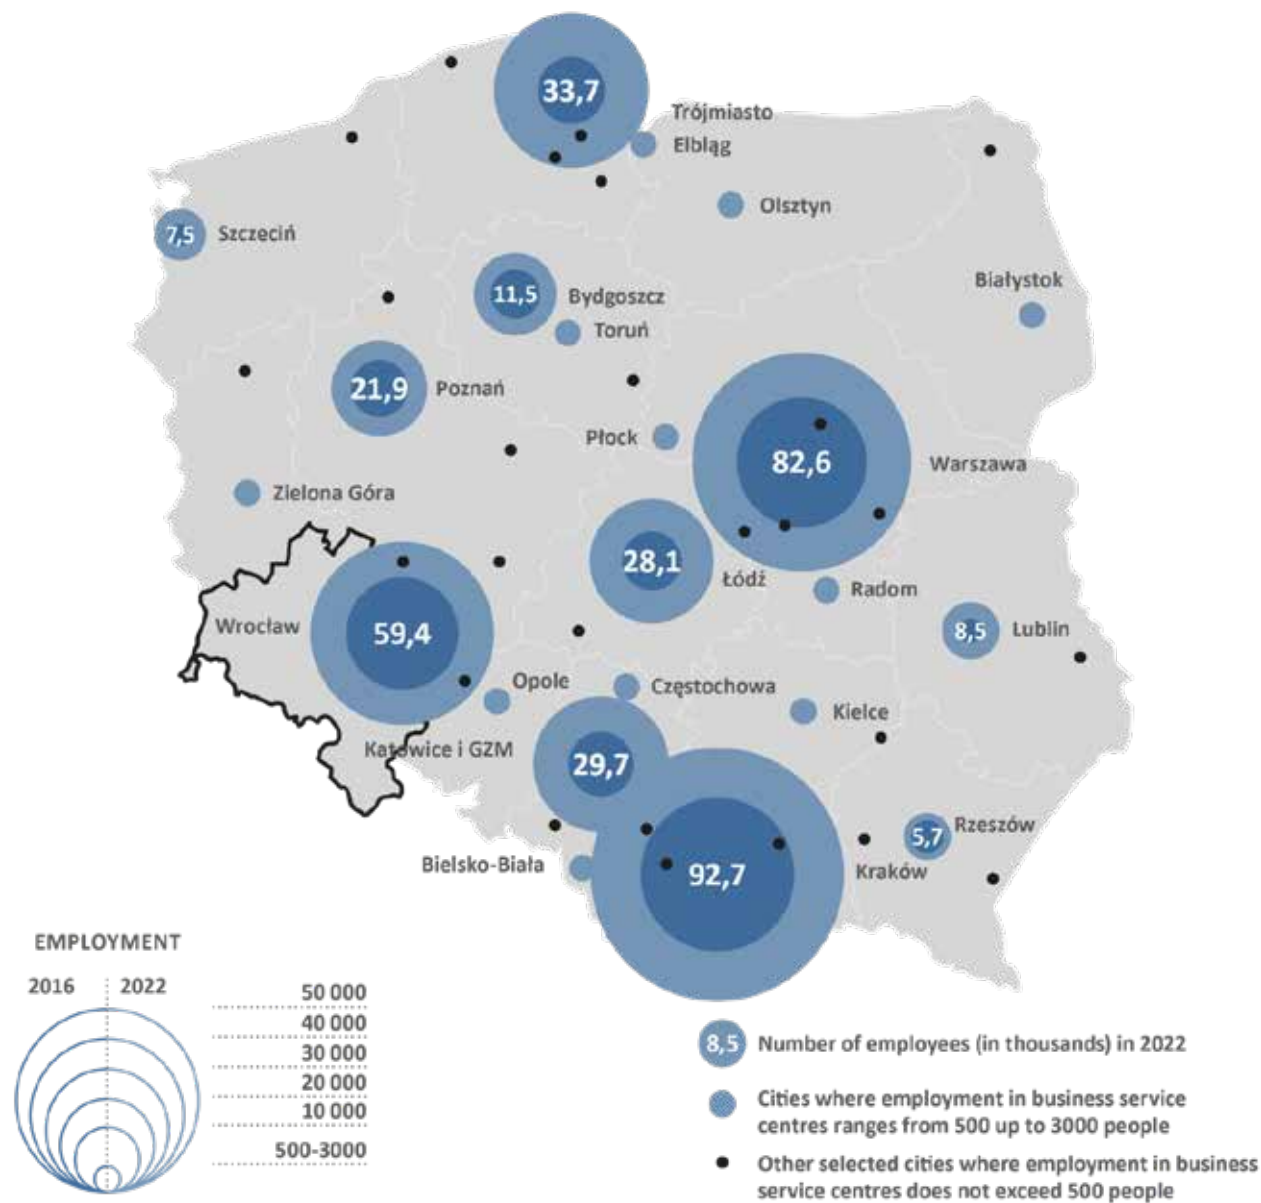 33,7
Trójmiasto
Elbląg
Olsztyn
7,5
Szczeciń
Białystok
11,5
Bydgoszcz
Toruń
21,9
Poznań
Płock
82,6
Warszawa
Zielona Góra
28,1
Łódź
Radom
Wrocław
59,4
8,5
Lublin
Opole
Częstochowa
Kielce
Katowice i GZM
29,7
5,7
Rzeszów
Bielsko-Biała
92,7
Kraków
EMPLOYMENT
2016
2022
50 000
40 000
30 000
20 000
10 000
500-3000
8,5
Number of employees (in thousands) in 2022
Cities where employment in business service
centres ranges from 500 up to 3000 people
Other selected cities where employment in business
service centres does not exceed 500 people